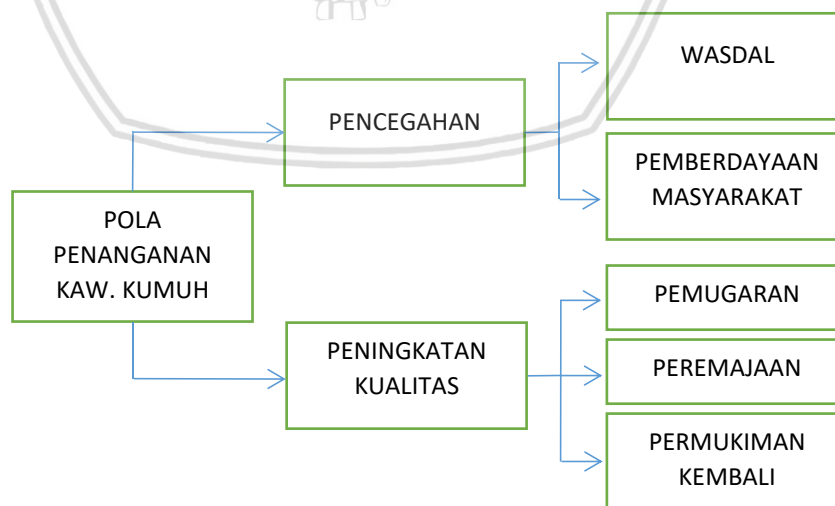 POLA
PENANGANAN
KAW. KUMUH
PENCEGAHAN
WASDAL
PEMBERDAYAAN
MASYARAKAT
PENINGKATAN
KUALITAS
PEMUGARAN
PEREMAJAAN
PERMUKIMAN
KEMBALI